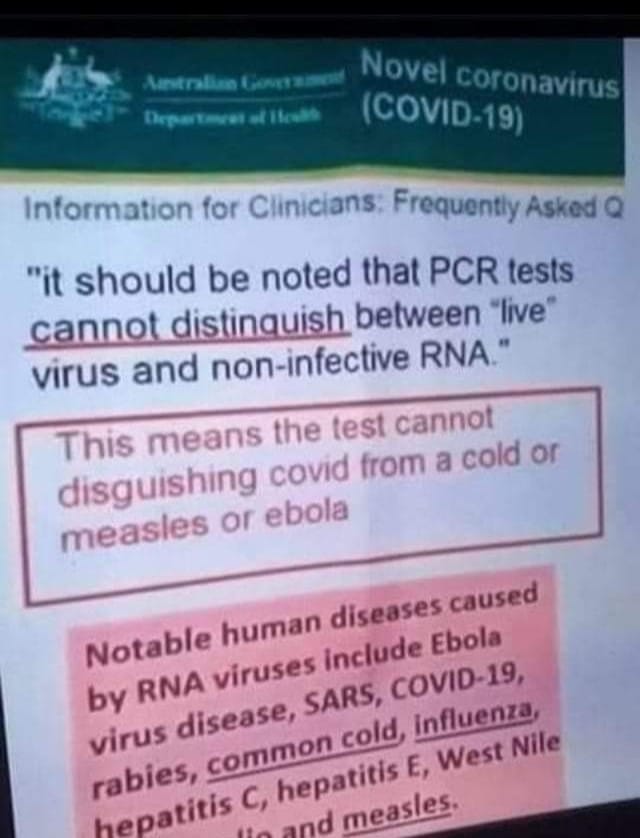 Australian Government
Department of Health
Novel coronavirus
(COVID-19)
Information for Clinicians: Frequently Asked Q
"it should be noted that PCR tests
cannot distinguish between "live"
virus and non-infective RNA."
This means the test cannot
disguishing covid from a cold or
measles or ebola
Notable human diseases caused
by RNA viruses include Ebola
virus disease, SARS, COVID-19,
rabies, common cold, influenza,
hepatitis C, hepatitis E, West Nile
and measles.